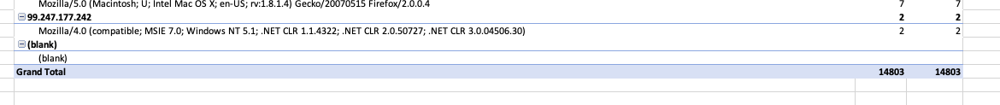 Mozilla/5.0 (Macintosh; U; Intel Mac OS X; en-US; rv:1.8.1.4) Gecko/20070515 Firefox/2.0.0.4 7 7
99.247.177.242 2 2
Mozilla/4.0 (compatible; MSIE 7.0; Windows NT 5.1; .NET CLR 1.1.4322; .NET CLR 2.0.50727; .NET CLR 3.0.04506.30) 2 2
(blank)
(blank)
Grand Total 14803 14803